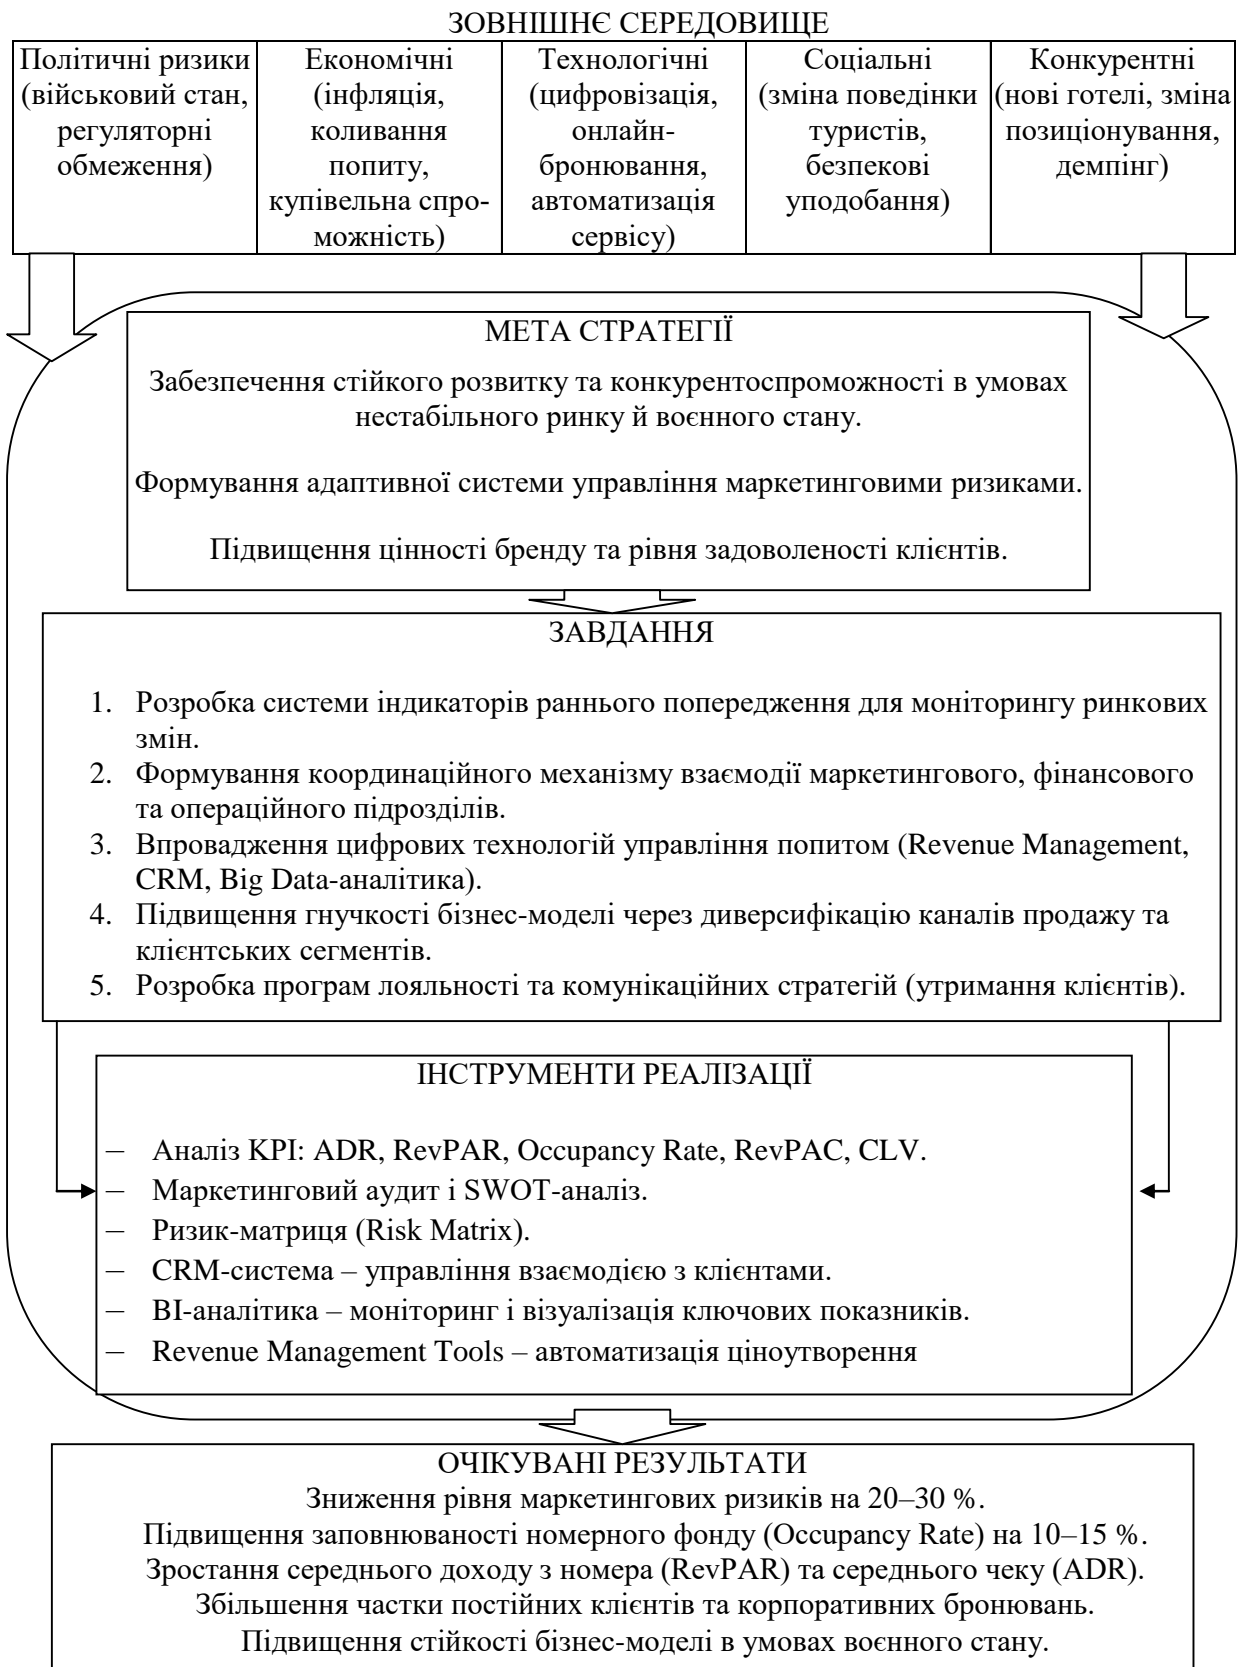 ЗОВНІШНЄ СЕРЕДОВИЩЕ
Політичні ризики
(військовий стан,
регуляторні
обмеження)
Економічні
(інфляція,
коливання
попиту,
купівельна спро-
можність)
Технологічні
(цифровізація,
онлайн-
бронювання,
автоматизація
сервісу)
Соціальні
(зміна поведінки
туристів,
безпекові
уподобання)
Конкурентні
(нові готелі, зміна
позиціонування,
демпінг)
МЕТА СТРАТЕГІЇ
Забезпечення стійкого розвитку та конкурентоспроможності в умовах
нестабільного ринку й воєнного стану.
Формування адаптивної системи управління маркетинговими ризиками.
Підвищення цінності бренду та рівня задоволеності клієнтів.
ЗАВДАННЯ
1. Розробка системи індикаторів раннього попередження для моніторингу ринкових
змін.
2. Формування координаційного механізму взаємодії маркетингового, фінансового
та операційного підрозділів.
3. Впровадження цифрових технологій управління попитом (Revenue Management,
CRM, Big Data-аналітика).
4. Підвищення гнучкості бізнес-моделі через диверсифікацію каналів продажу та
клієнтських сегментів.
5. Розробка програм лояльності та комунікаційних стратегій (утримання клієнтів).
ІНСТРУМЕНТИ РЕАЛІЗАЦІЇ
– Аналіз KPI: ADR, RevPAR, Occupancy Rate, RevPAC, CLV.
– Маркетинговий аудит і SWOT-аналіз.
– Ризик-матриця (Risk Matrix).
– CRM-система – управління взаємодією з клієнтами.
– BI-аналітика – моніторинг і візуалізація ключових показників.
– Revenue Management Tools – автоматизація ціноутворення
ОЧІКУВАНІ РЕЗУЛЬТАТИ
Зниження рівня маркетингових ризиків на 20–30 %.
Підвищення заповнюваності номерного фонду (Occupancy Rate) на 10–15 %.
Зростання середнього доходу з номера (RevPAR) та середнього чеку (ADR).
Збільшення частки постійних клієнтів та корпоративних бронювань.
Підвищення стійкості бізнес-моделі в умовах воєнного стану.